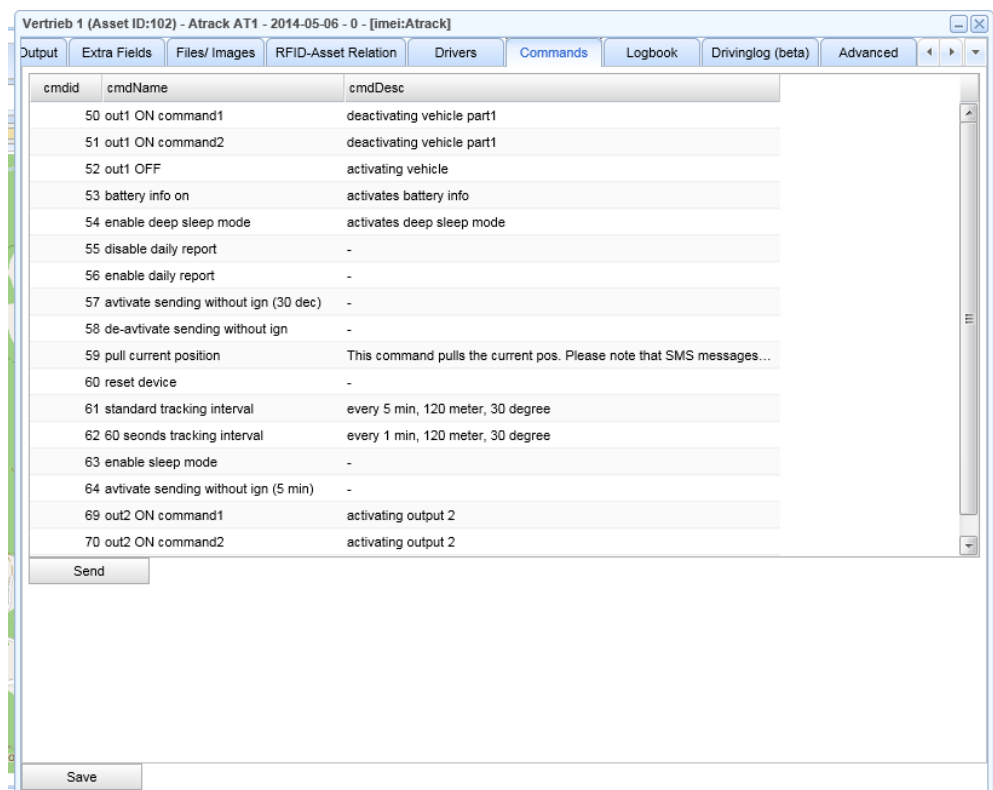 Vertrieb 1 (Asset ID:102) - Atrack AT1 - 2014-05-06 - 0 - [imei:Atrack]
Output Extra Fields Files/ Images RFID-Asset Relation Drivers Commands Logbook Drivinglog (beta) Advanced
cmdid cmdName cmdDesc
50 out1 ON command1 deactivating vehicle part1
51 out1 ON command2 deactivating vehicle part1
52 out1 OFF activating vehicle
53 battery info on activates battery info
54 enable deep sleep mode activates deep sleep mode
55 disable daily report -
56 enable daily report -
57 avtivate sending without ign (30 dec) -
58 de-avtivate sending without ign -
59 pull current position This command pulls the current pos. Please note that SMS messages...
60 reset device -
61 standard tracking interval every 5 min, 120 meter, 30 degree
62 60 seonds tracking interval every 1 min, 120 meter, 30 degree
63 enable sleep mode -
64 avtivate sending without ign (5 min) -
69 out2 ON command1 activating output 2
70 out2 ON command2 activating output 2
Send
Save